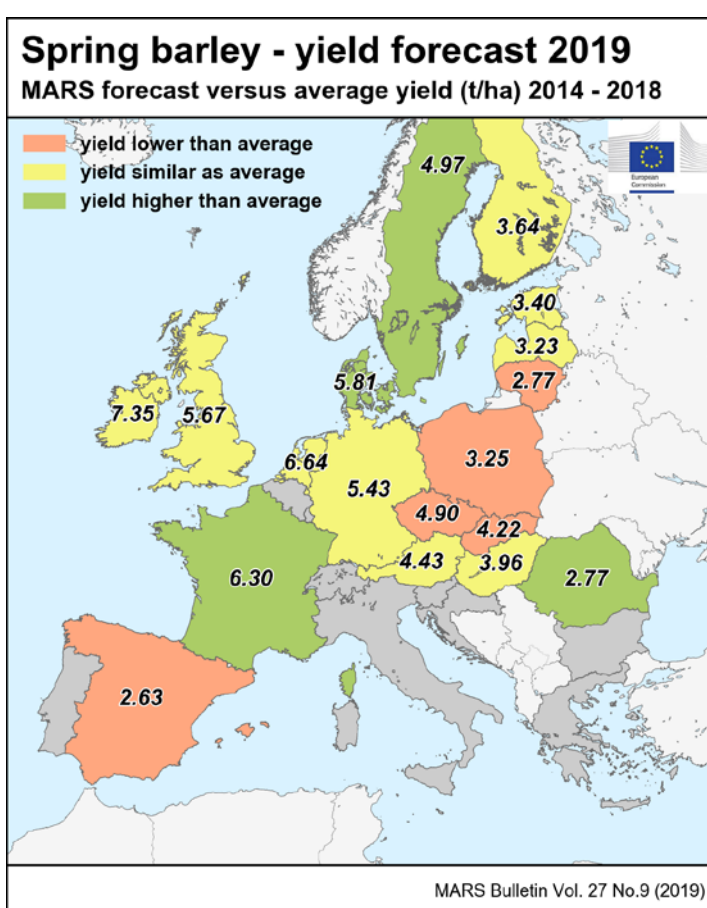 Spring barley - yield forecast 2019
MARS forecast versus average yield (t/ha) 2014 - 2018
yield lower than average
yield similar as average
yield higher than average
European
Commission
4.97
3.64
3.40
3.23
2.77
5.81
7.35
5.67
6.64
3.25
5.43
4.90
4.22
4.43
3.96
6.30
2.77
2.63
MARS Bulletin Vol. 27 No.9 (2019)